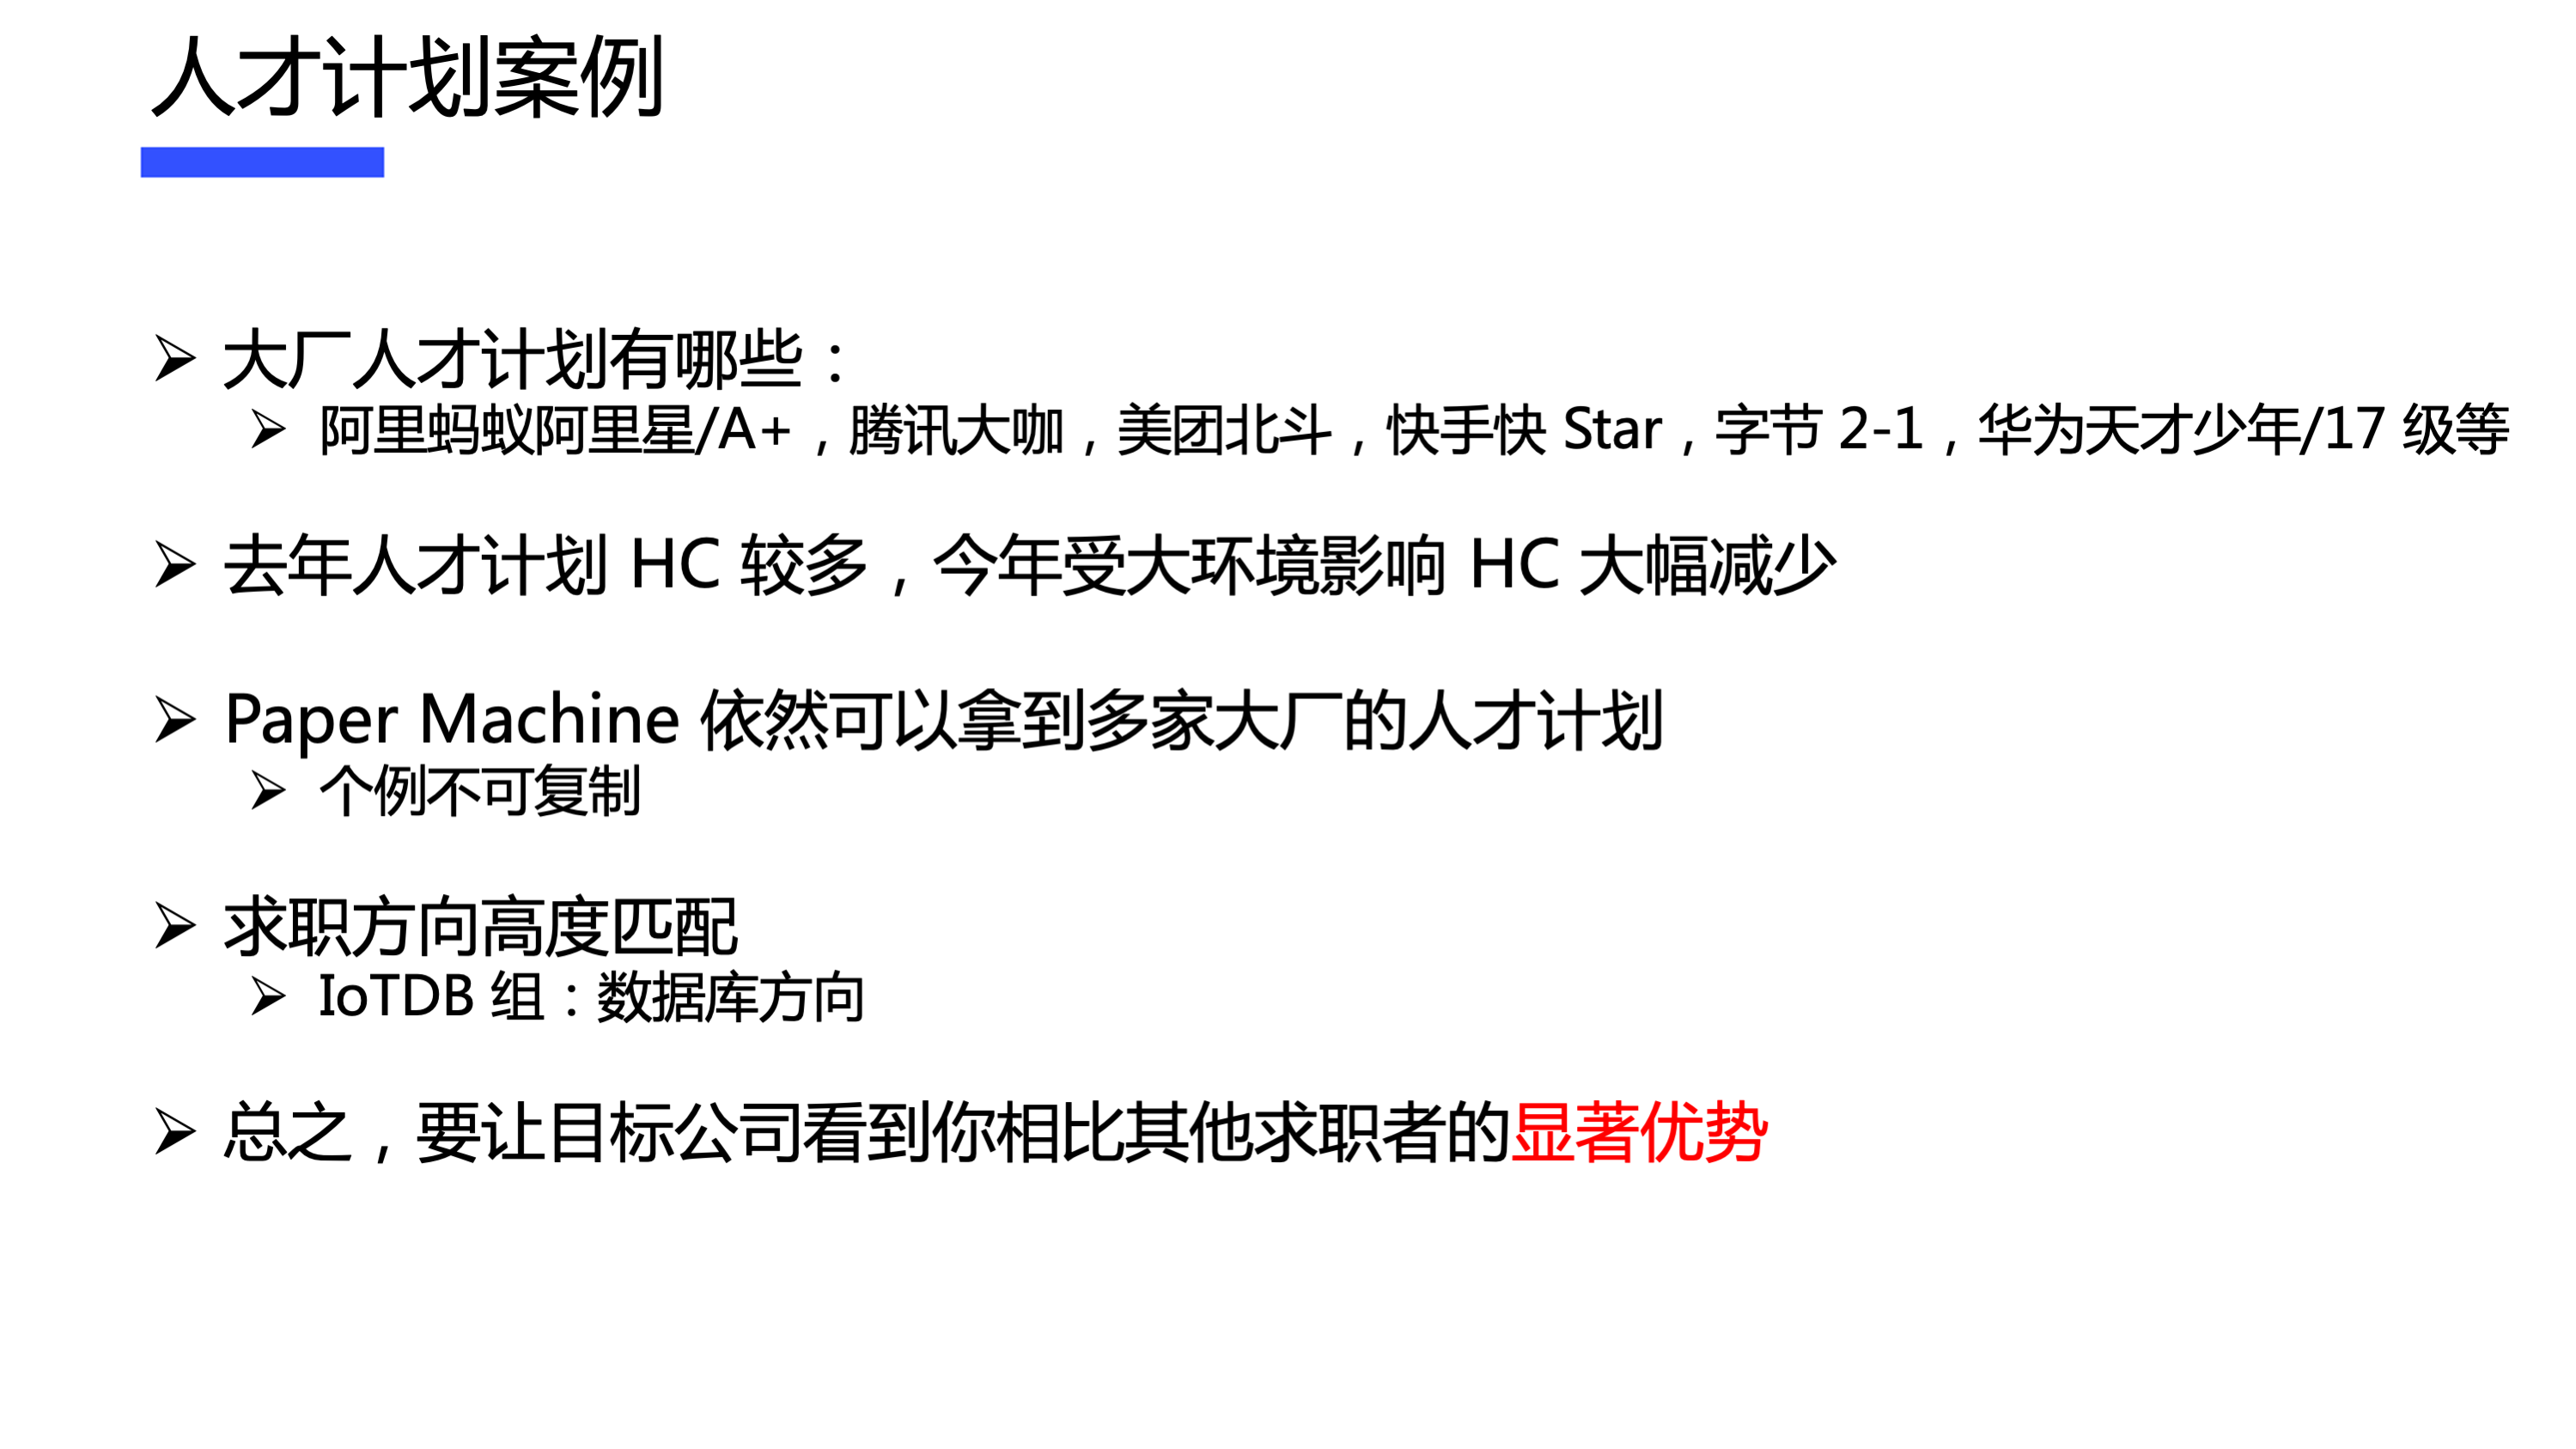 人才计划案例
大厂人才计划有哪些：
阿里蚂蚁阿里星/A+，腾讯大咖，美团北斗，快手快 Star，字节 2-1，华为天才少年/17 级等
去年人才计划 HC 较多，今年受大环境影响 HC 大幅减少
Paper Machine 依然可以拿到多家大厂的人才计划
个例不可复制
求职方向高度匹配
IoTDB 组：数据库方向
总之，要让目标公司看到你相比其他求职者的显著优势